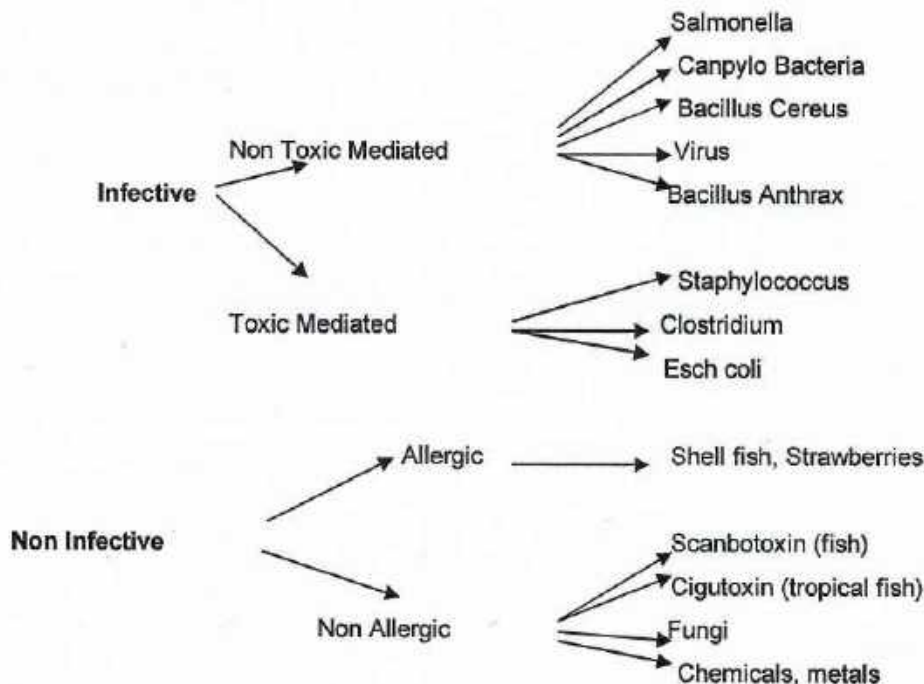 Salmonella
Canpylo Bacteria
Bacillus Cereus
Non Toxic Mediated
Virus
Infective
Bacillus Anthrax
Staphylococcus
Toxic Mediated
Clostridium
Esch coli
Allergic
Shell fish, Strawberries
Non Infective
Scanbotoxin (fish)
Cigutoxin (tropical fish)
Non Allergic
Fungi
Chemicals, metals